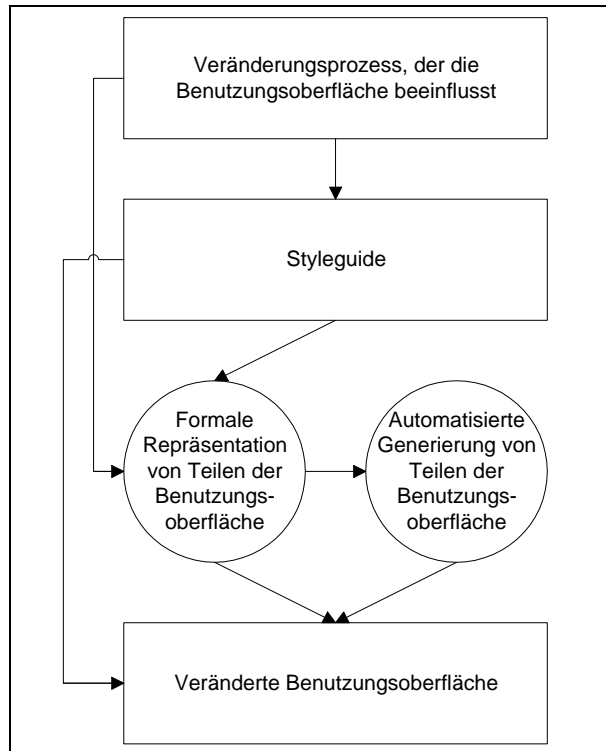 Veränderungsprozess, der die
Benutzungsoberfläche beeinflusst
Styleguide
Formale
Repräsentation
von Teilen der
Benutzungs-
oberfläche
Automatisierte
Generierung von
Teilen der
Benutzungs-
oberfläche
Veränderte Benutzungsoberfläche